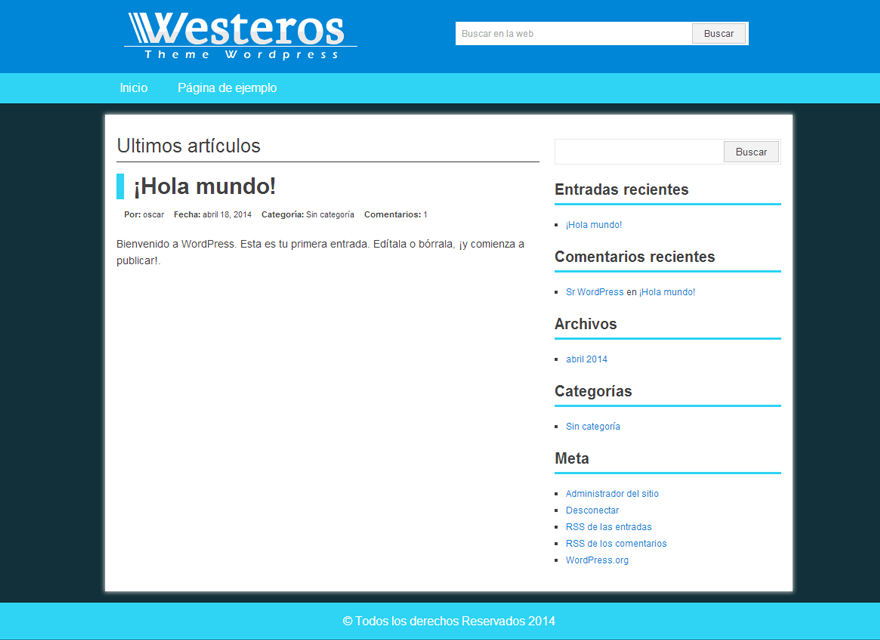 Westeros
Theme Wordpress
Buscar en la web
Buscar
Inicio
Página de ejemplo
Ultimos artículos
¡Hola mundo!
Por: oscar Fecha: abril 18, 2014 Categoría: Sin categoría Comentarios: 1
Bienvenido a WordPress. Esta es tu primera entrada. Edítala o bórrala, ¡y comienza a
publicar!.
Buscar
Entradas recientes
¡Hola mundo!
Comentarios recientes
Sr WordPress en ¡Hola mundo!
Archivos
abril 2014
Categorías
Sin categoría
Meta
Administrador del sitio
Desconectar
RSS de las entradas
RSS de los comentarios
WordPress.org
© Todos los derechos Reservados 2014